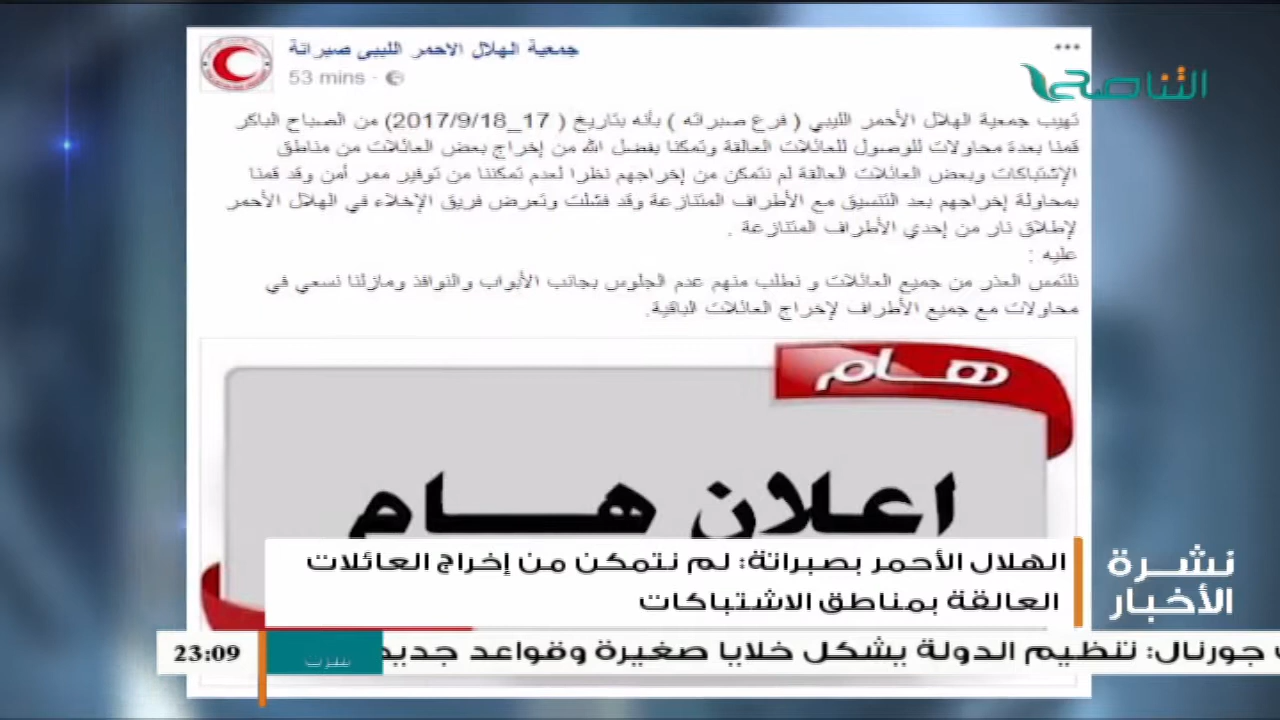 جمعية الهلال الاحمر الليبي صبراتة
53 mins
التناصح
تهيب جمعية الهلال الأحمر الليبي ( فرع صبراته ) بأنه بتاريخ ( 17_2017/9/18) من الصباح الباكر
قمنا بعدة محاولات للوصول للعائلات العالقة وتمكنا بفضل الله من إخراج بعض العائلات من مناطق
الإشتباكات وبعض العائلات العالقة لم نتمكن من إخراجهم نظرا لعدم تمكننا من توفير ممر أمن وقد قمنا
بمحاولة إخراجهم بعد التنسيق مع الأطراف المتنازعة وقد فشلت وتعرض فريق الإخلاء في الهلال الأحمر
لإطلاق نار من إحدي الأطراف المتنازعة .
عليه :
نلتمس العذر من جميع العائلات و نطلب منهم عدم الجلوس بجانب الأبواب والنوافذ ومازلنا نسعي في
محاولات مع جميع الأطراف لإخراج العائلات الباقية.
هام
اعلان هام
الهلال الأحمر بصبراتة: لم نتمكن من إخراج العائلات
العالقة بمناطق الاشتباكات
نشرة
الأخبار
جورنال: تنظيم الدولة يشكل خلايا صغيرة وقواعد
23:09